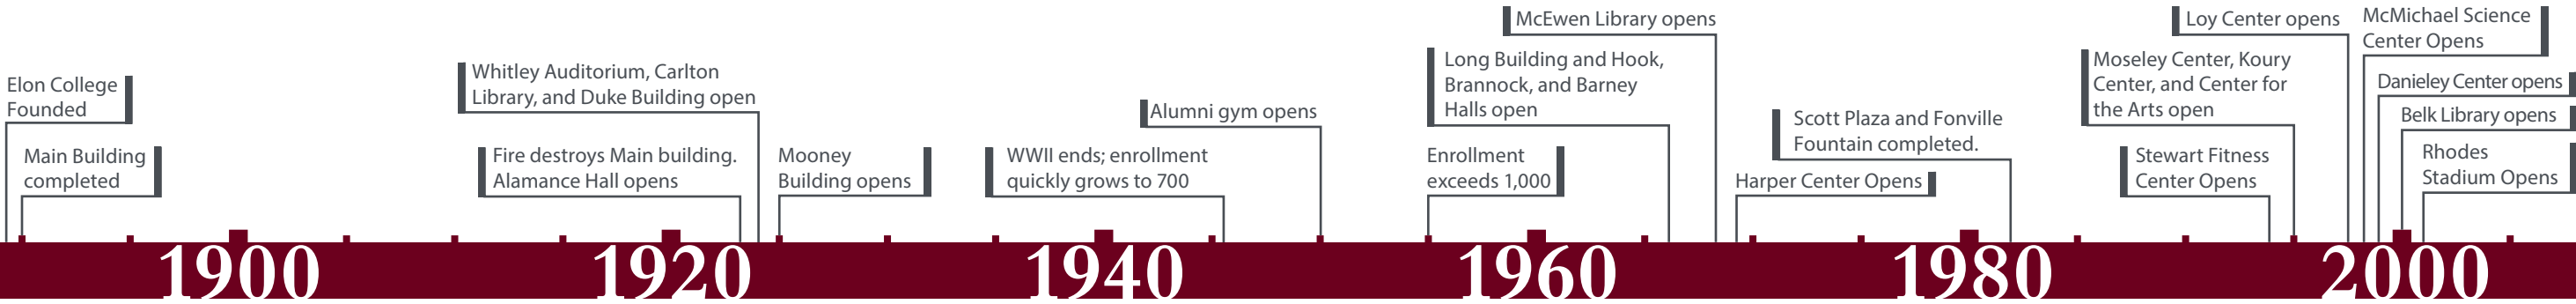 Elon College
Founded
Main Building
completed
Whitley Auditorium, Carlton
Library, and Duke Building open
Fire destroys Main building.
Alamance Hall opens
Mooney
Building opens
WWII ends; enrollment
quickly grows to 700
Alumni gym opens
McEwen Library opens
Long Building and Hook,
Brannock, and Barney
Halls open
Enrollment
exceeds 1,000
Scott Plaza and Fonville
Fountain completed.
Harper Center Opens
Loy Center opens
Moseley Center, Koury
Center, and Center for
the Arts open
Stewart Fitness
Center Opens
McMichael Science
Center Opens
Danieley Center opens
Belk Library opens
Rhodes
Stadium Opens
1900
1920
1940
1960
1980
2000